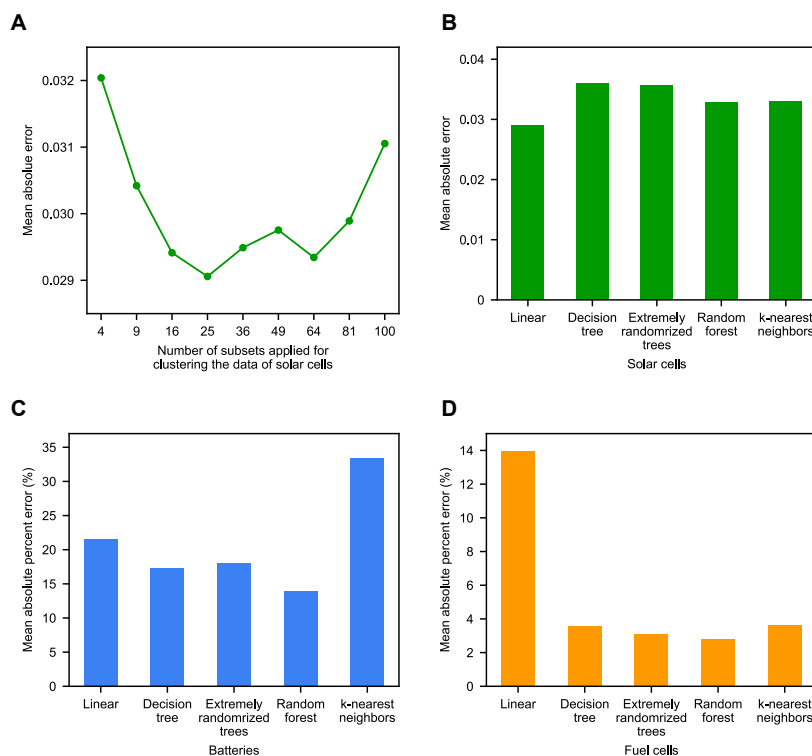 A
Mean absolue error
0.032
0.031
0.030
0.029
4 9 16 25 36 49 64 81 100
Number of subsets applied for
clustering the data of solar cells
B
Mean absolute error
0.04
0.03
0.02
0.01
0
Linear Decision Extremely Random k-nearest
tree randomrized forest neighbors
trees
Solar cells
C
Mean absolute percent error (%)
35
30
25
20
15
10
5
0
Linear Decision Extremely Random k-nearest
tree randomrized forest neighbors
trees
Batteries
D
Mean absolute percent error (%)
14
12
10
8
6
4
2
0
Linear Decision Extremely Random k-nearest
tree randomrized forest neighbors
trees
Fuel cells